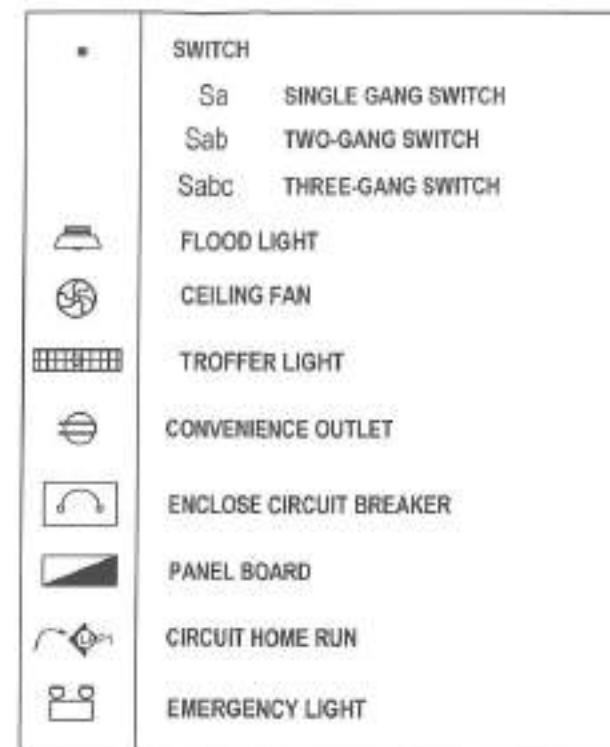 SWITCH
Sa SINGLE GANG SWITCH
Sab TWO-GANG SWITCH
Sabc THREE-GANG SWITCH
FLOOD LIGHT
CEILING FAN
TROFFER LIGHT
CONVENIENCE OUTLET
ENCLOSE CIRCUIT BREAKER
PANEL BOARD
CIRCUIT HOME RUN
EMERGENCY LIGHT